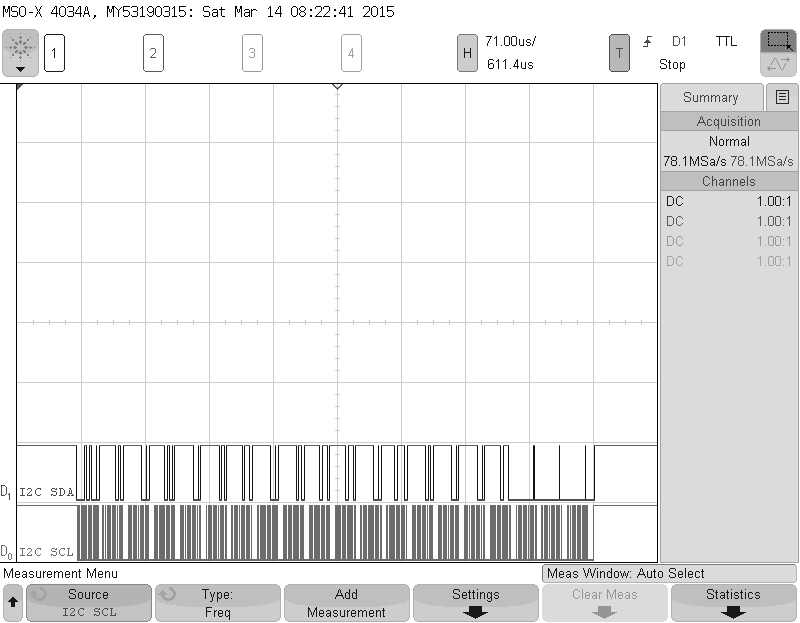 MSO-X 4034A, MY53190315: Sat Mar 14 08:22:41 2015
1 2 3 4 H 71.00us/ 611.4us T D1 TTL Stop
Summary
Acquisition
Normal
78.1MSa/s 78.1MSa/s
Channels
DC 1.00:1
DC 1.00:1
DC 1.00:1
DC 1.00:1
D1 I2C SDA
D0 I2C SCL
Measurement Menu
Meas Window: Auto Select
Source I2C SCL
Type: Freq
Add Measurement
Settings
Clear Meas
Statistics